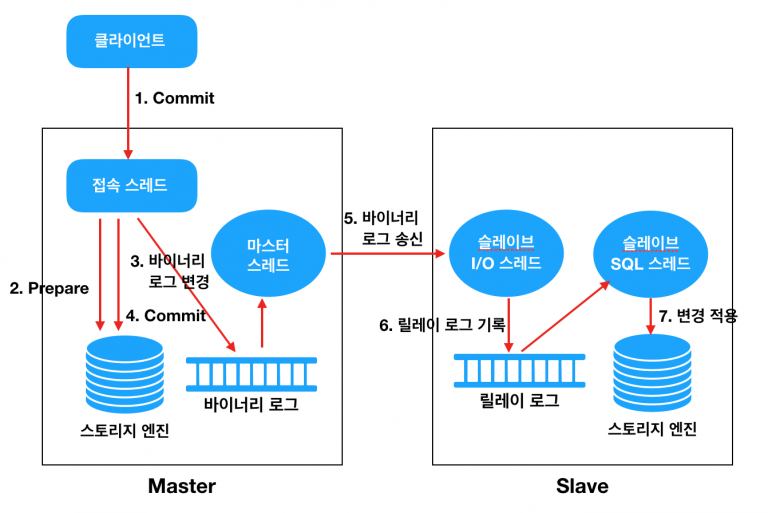 클라이언트
1. Commit
접속 스레드
마스터
스레드
5. 바이너리
로그 송신
슬레이브
I/O 스레드
슬레이브
SQL 스레드
3. 바이너리
로그 변경
2. Prepare
4. Commit
6. 릴레이 로그 기록
7. 변경 적용
바이너리 로그
스토리지 엔진
릴레이 로그
스토리지 엔진
Master
Slave